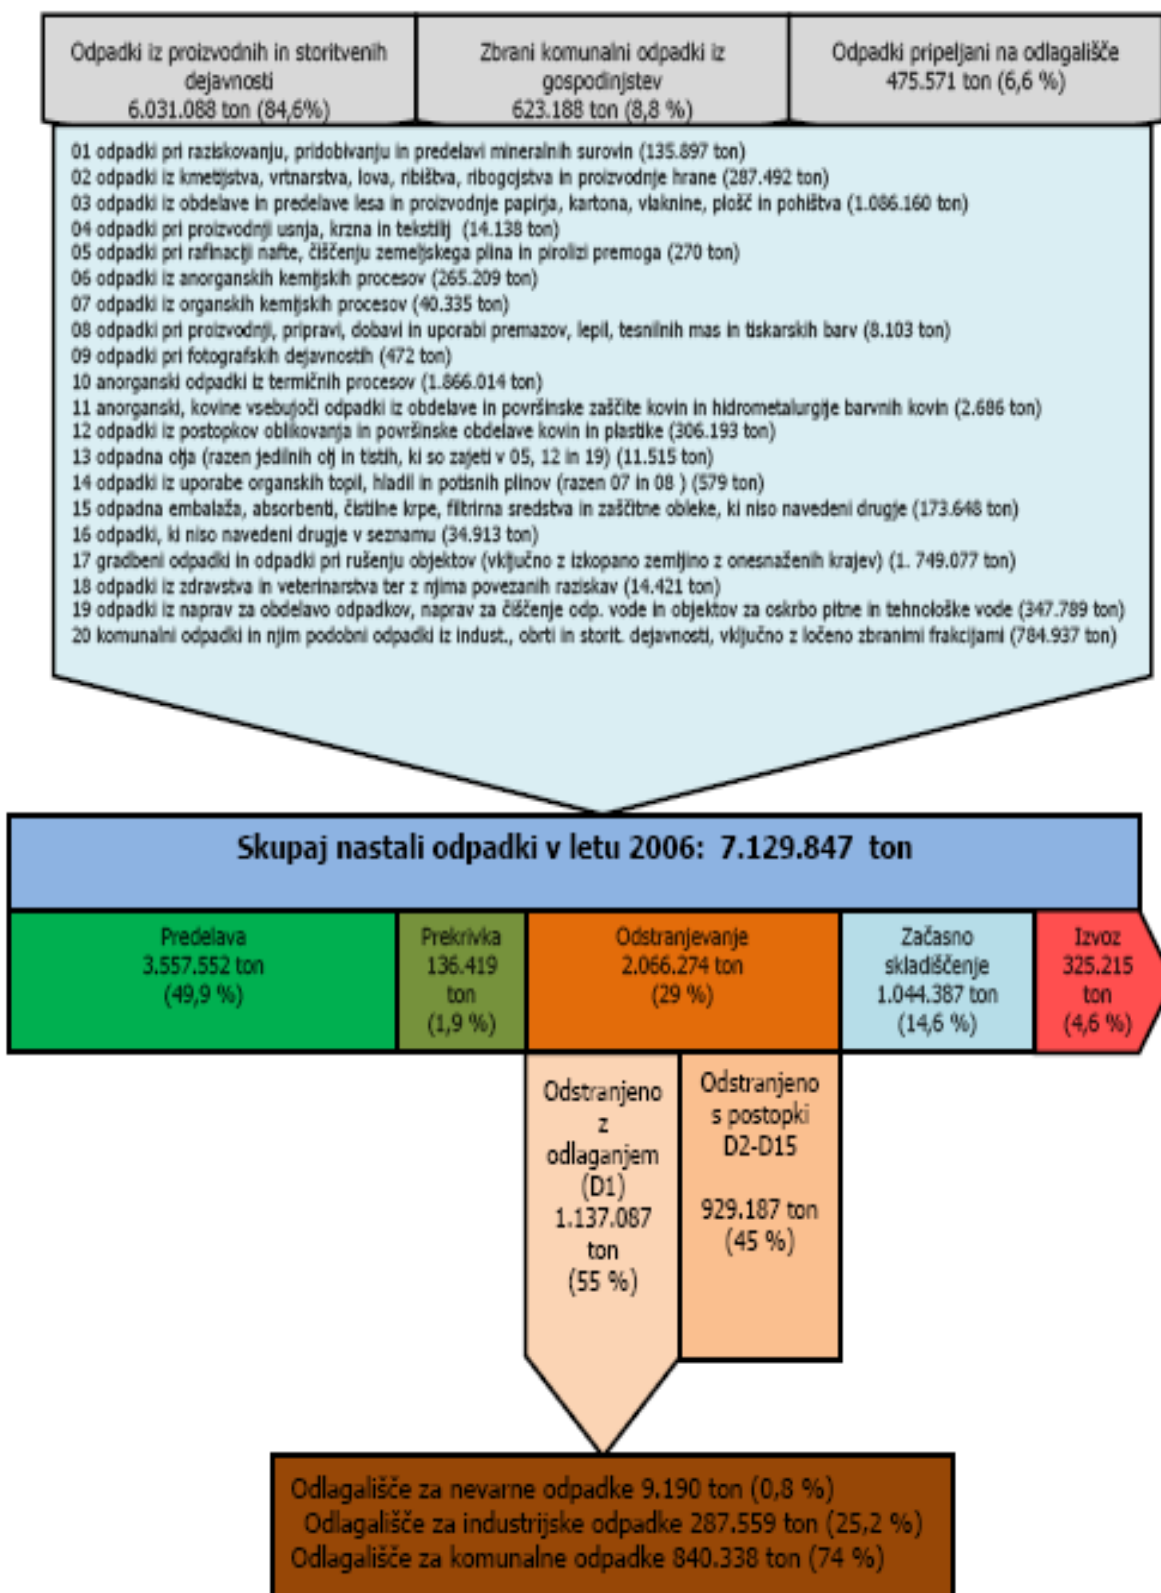 Odpadki iz proizvodnih in storitvenih
dejavnosti
6.031.088 ton (84,6%)
Zbrani komunalni odpadki iz
gospodinjstev
623.188 ton (8,8 %)
Odpadki pripeljani na odlagališče
475.571 ton (6,6 %)
01 odpadki pri raziskovanju, pridobivanju in predelavi mineralnih surovin (135.897 ton)
02 odpadki iz kmetijstva, vrtnarstva, lova, ribištva, ribogojstva in proizvodnje hrane (287.492 ton)
03 odpadki iz obdelave in predelave lesa in proizvodnje papirja, kartona, vlaknine, plošč in pohištva (1.086.160 ton)
04 odpadki pri proizvodnji usnja, krzna in tekstilij (14.138 ton)
05 odpadki pri rafinaciji nafte, čiščenju zemeljskega plina in pirolizi premoga (270 ton)
06 odpadki iz anorganskih kemijskih procesov (265.209 ton)
07 odpadki iz organskih kemijskih procesov (40.335 ton)
08 odpadki pri proizvodnji, pripravi, dobavi in uporabi premazov, lepil, tesnilnih mas in tiskarskih barv (8.103 ton)
09 odpadki pri fotografskih dejavnostih (472 ton)
10 anorganski odpadki iz termičnih procesov (1.866.014 ton)
11 anorganski, kovine vsebujoči odpadki iz obdelave in površinske zaščite kovin in hidrometalurgije barvnih kovin (2.686 ton)
12 odpadki iz postopkov oblikovanja in površinske obdelave kovin in plastike (306.193 ton)
13 odpadna olja (razen jedilnih olj in tistih, ki so zajeti v 05, 12 in 19) (11.515 ton)
14 odpadki iz uporabe organskih topil, hladil in potisnih plinov (razen 07 in 08 ) (579 ton)
15 odpadna embalaža, absorbenti, čistilne krpe, filtrirna sredstva in zaščitne obleke, ki niso navedeni drugje (173.648 ton)
16 odpadki, ki niso navedeni drugje v seznamu (34.913 ton)
17 gradbeni odpadki in odpadki pri rušenju objektov (vključno z izkopano zemljino z onesnaženih krajev) (1. 749.077 ton)
18 odpadki iz zdravstva in veterinarstva ter z njima povezanih raziskav (14.421 ton)
19 odpadki iz naprav za obdelavo odpadkov, naprav za čiščenje odp. vode in objektov za oskrbo pitne in tehnološke vode (347.789 ton)
20 komunalni odpadki in njim podobni odpadki iz indust., obrti in storit. dejavnosti, vključno z ločeno zbranimi frakcijami (784.937 ton)
Skupaj nastali odpadki v letu 2006: 7.129.847 ton
Predelava
3.557.552 ton
(49,9 %)
Prekrivka
136.419
ton
(1,9 %)
Odstranjevanje
2.066.274 ton
(29 %)
Začasno
skladiščenje
1.044.387 ton
(14,6 %)
Izvoz
325.215
ton
(4,6 %)
Odstranjeno
z
odlaganjem
(D1)
1.137.087
ton
(55 %)
Odstranjeno
s postopki
D2-D15
929.187 ton
(45 %)
Odlagališče za nevarne odpadke 9.190 ton (0,8 %)
Odlagališče za industrijske odpadke 287.559 ton (25,2 %)
Odlagališče za komunalne odpadke 840.338 ton (74 %)